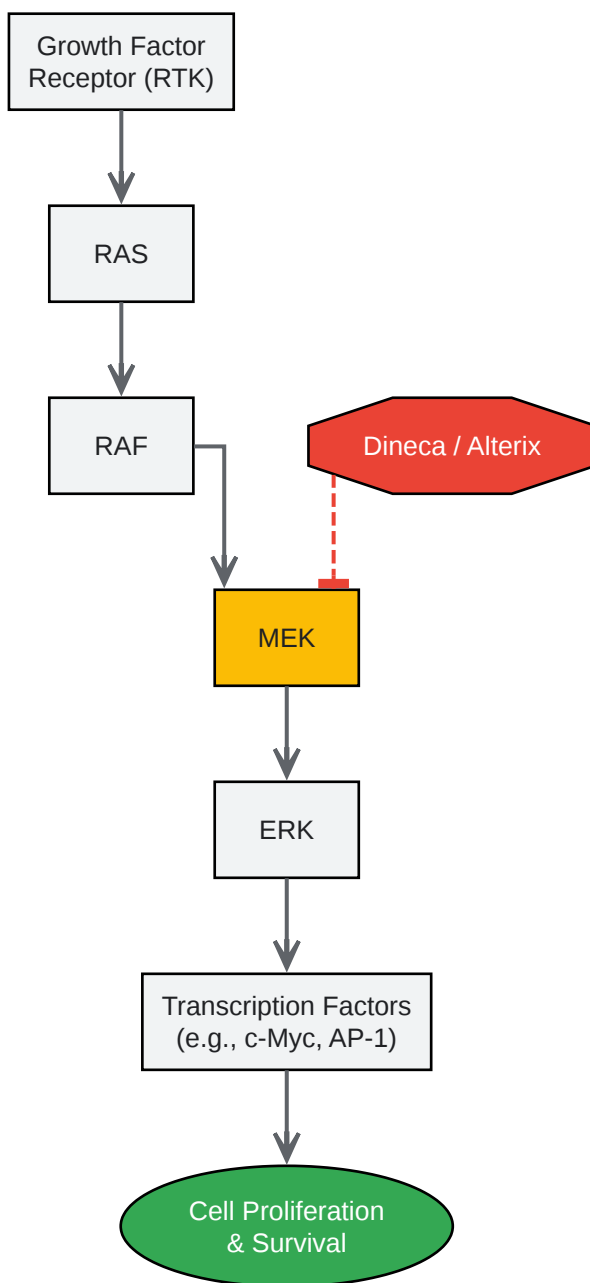 Growth Factor
Receptor (RTK)
RAS
RAF
Dineca / Alterix
MEK
ERK
Transcription Factors
(e.g., c-Myc, AP-1)
Cell Proliferation
& Survival